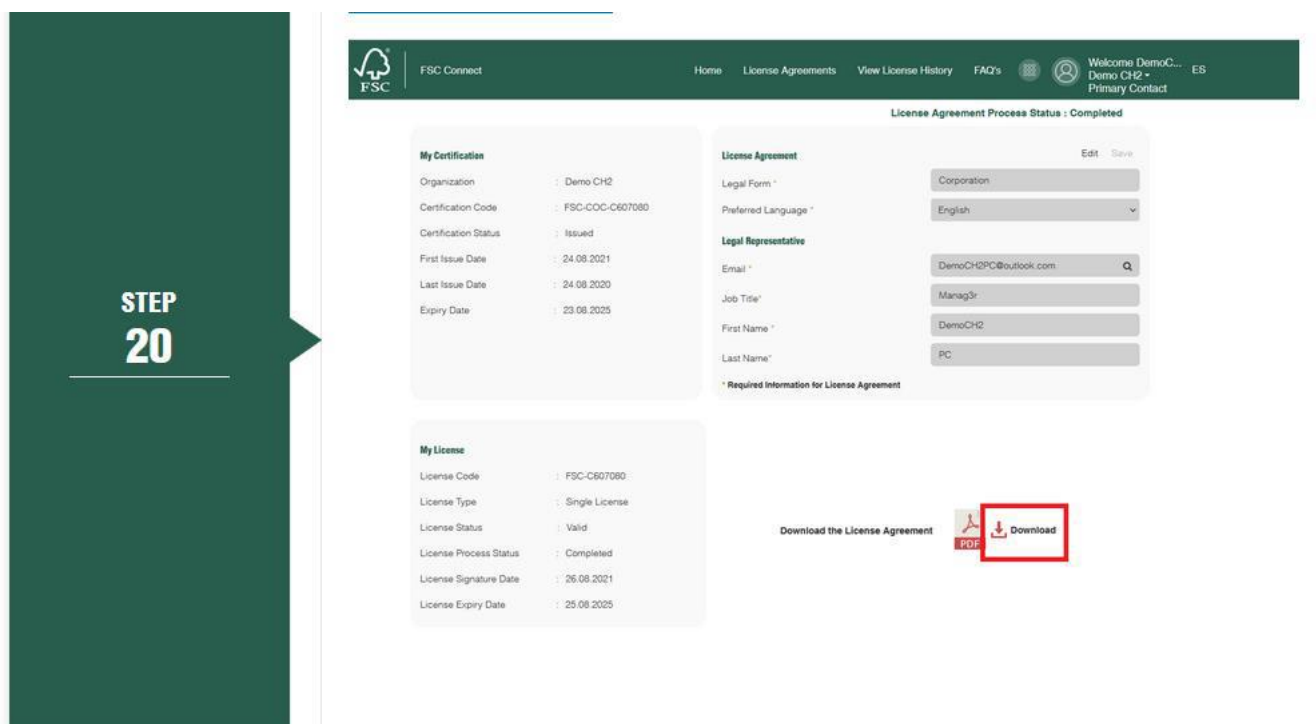 STEP
20
FSC
FSC Connect
Home License Agreements View License History FAQ's
Welcome DemoC...
Demo CH2
Primary Contact
ES
License Agreement Process Status : Completed
My Certification
Organization : Demo CH2
Certification Code : FSC-COC-C607080
Certification Status : Issued
First Issue Date : 24.08.2021
Last Issue Date : 24.08.2020
Expiry Date : 23.08.2025
License Agreement Edit Save
Legal Form * Corporation
Preferred Language * English
Legal Representative
Email * DemoCH2PC@outlook.com
Job Title* Manag3r
First Name * DemoCH2
Last Name* PC
* Required Information for License Agreement
My License
License Code : FSC-C607080
License Type : Single License
License Status : Valid
License Process Status : Completed
License Signature Date : 26.08.2021
License Expiry Date : 25.08.2025
Download the License Agreement PDF Download